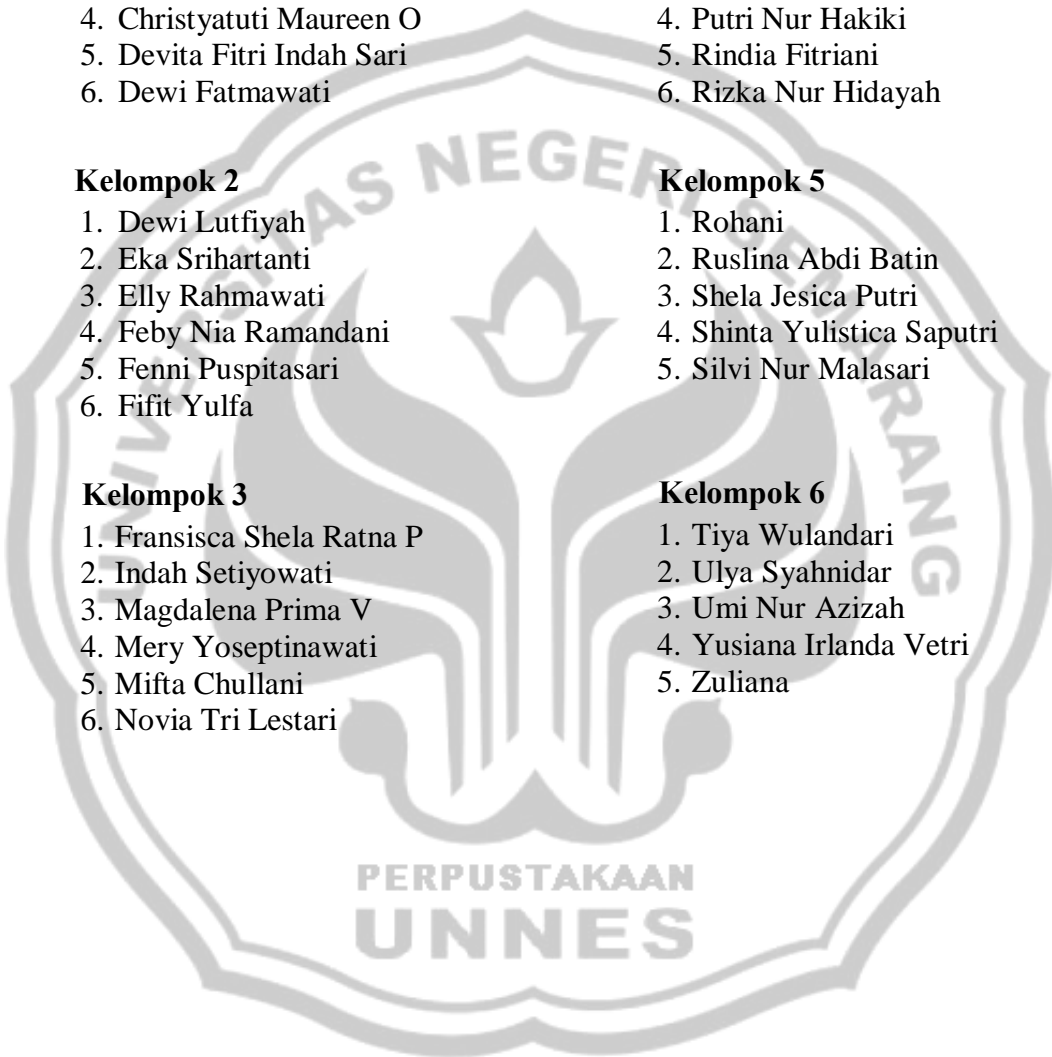 4. Christyatuti Maureen O
5. Devita Fitri Indah Sari
6. Dewi Fatmawati
Kelompok 2
1. Dewi Lutfiyah
2. Eka Srihartanti
3. Elly Rahmawati
4. Feby Nia Ramandani
5. Fenni Puspitasari
6. Fifit Yulfa
Kelompok 3
1. Fransisca Shela Ratna P
2. Indah Setiyowati
3. Magdalena Prima V
4. Mery Yoseptinawati
5. Mifta Chullani
6. Novia Tri Lestari
4. Putri Nur Hakiki
5. Rindia Fitriani
6. Rizka Nur Hidayah
Kelompok 5
1. Rohani
2. Ruslina Abdi Batin
3. Shela Jesica Putri
4. Shinta Yulistica Saputri
5. Silvi Nur Malasari
Kelompok 6
1. Tiya Wulandari
2. Ulya Syahnidar
3. Umi Nur Azizah
4. Yusiana Irlanda Vetri
5. Zuliana
UNIVERSITAS NEGERI SEMARANG
PERPUSTAKAAN
UNNES